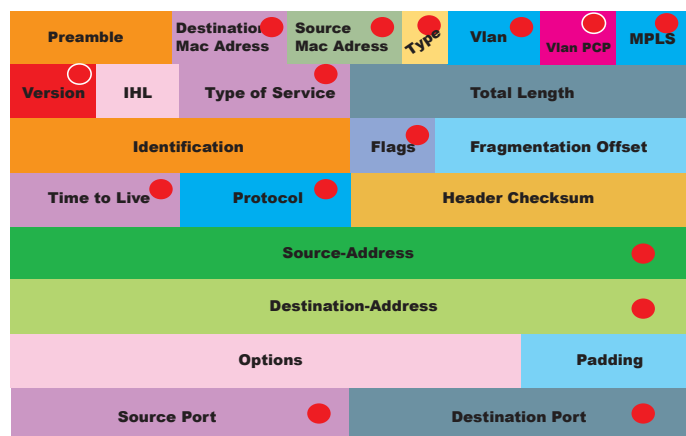 Preamble
Destination
Mac Adress
Source
Mac Adress
Type
Vlan
Vlan PCP
MPLS
Version
IHL
Type of Service
Total Length
Identification
Flags
Fragmentation Offset
Time to Live
Protocol
Header Checksum
Source-Address
Destination-Address
Options
Padding
Source Port
Destination Port